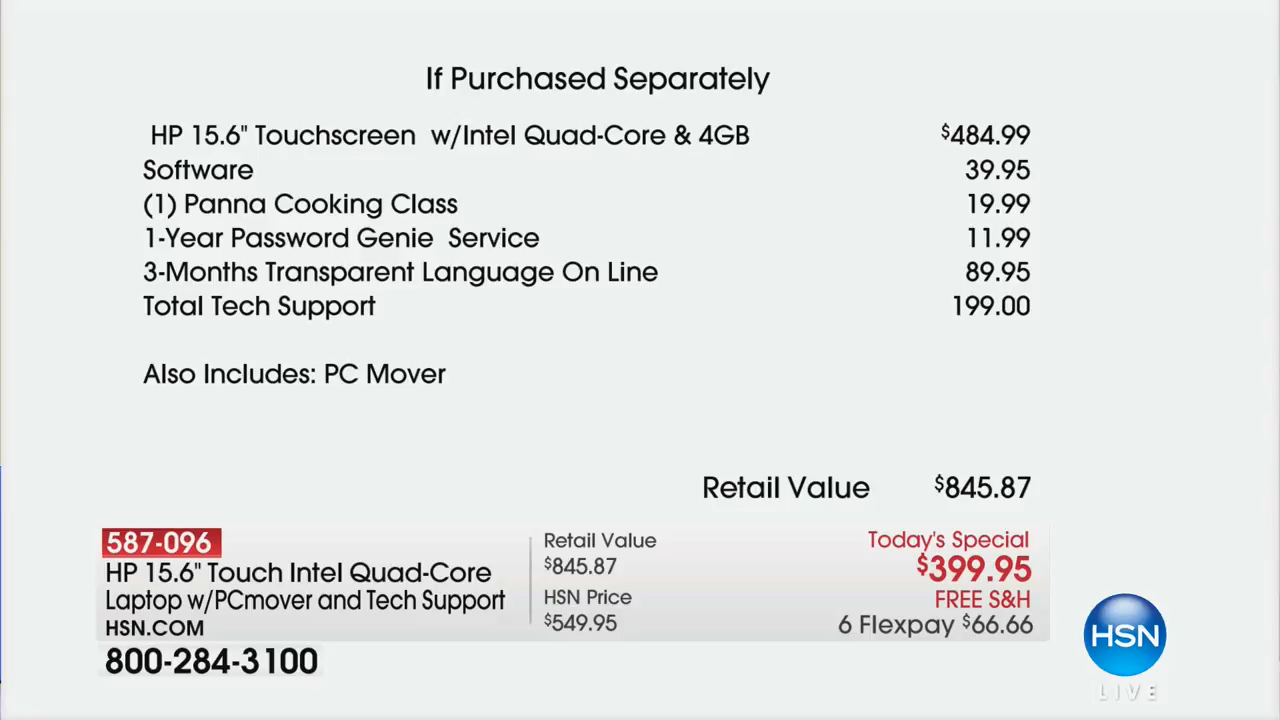 If Purchased Separately
HP 15.6" Touchscreen w/Intel Quad-Core & 4GB $484.99
Software 39.95
(1) Panna Cooking Class 19.99
1-Year Password Genie Service 11.99
3-Months Transparent Language On Line 89.95
Total Tech Support 199.00
Also Includes: PC Mover
Retail Value $845.87
587-096
HP 15.6" Touch Intel Quad-Core
Laptop w/PCmover and Tech Support
HSN.COM
800-284-3100
Retail Value
$845.87
HSN Price
$549.95
Today's Special
$399.95
FREE S&H
6 Flexpay $66.66
HSN
LIVE